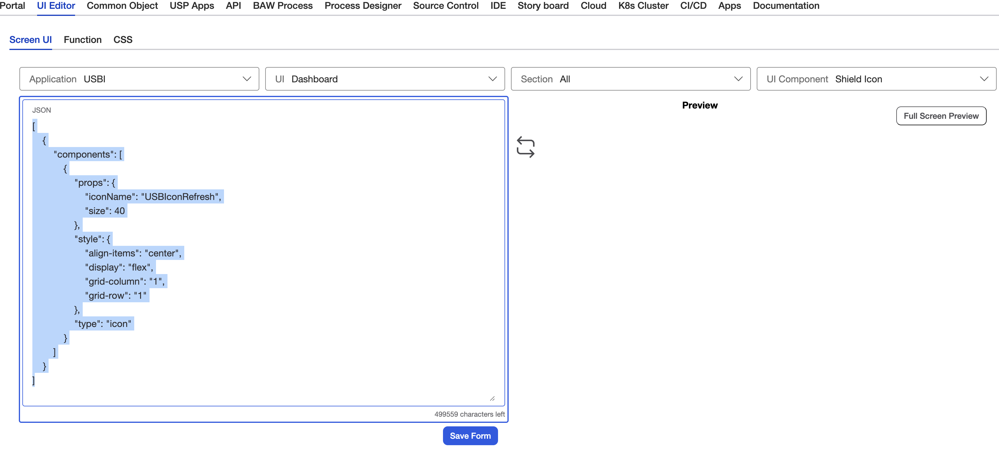 Portal UI Editor Common Object USP Apps API BAW Process Process Designer Source Control IDE Story board Cloud K8s Cluster CI/CD Apps Documentation
Screen UI Function CSS
Application USBI UI Dashboard Section All UI Component Shield Icon
Preview
Full Screen Preview
JSON
[
{
"components": [
{
"props": {
"iconName": "USBIconRefresh",
"size": 40
},
"style": {
"align-items": "center",
"display": "flex",
"grid-column": "1",
"grid-row": "1"
},
"type": "icon"
}
]
}
]
499559 characters left
Save Form